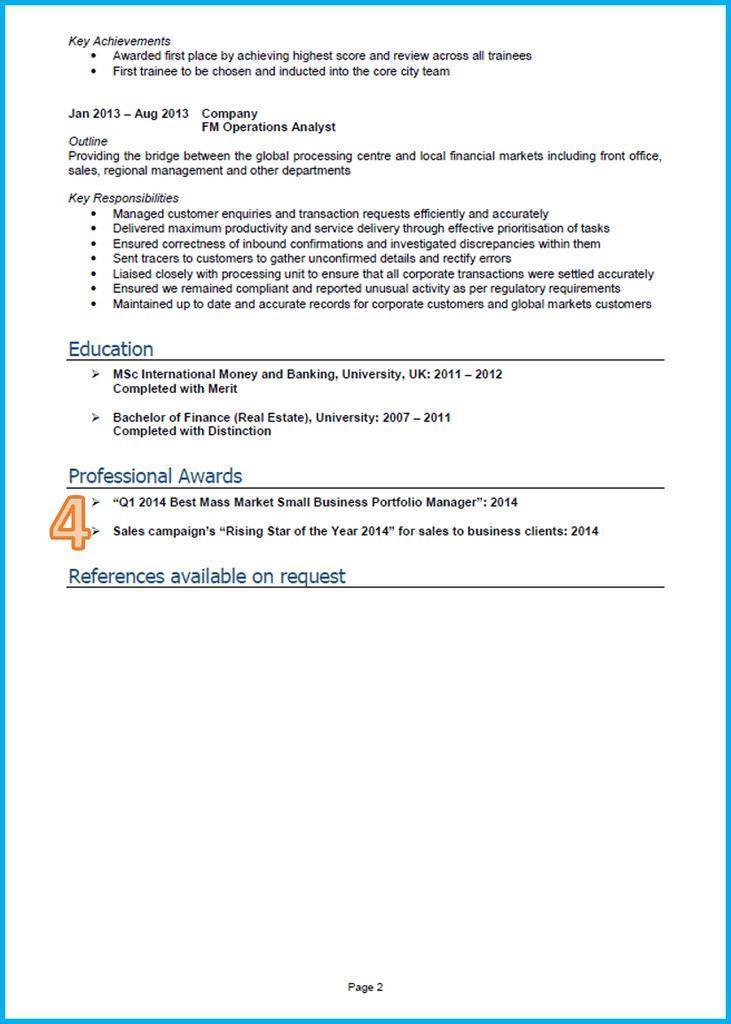 Key Achievements
• Awarded first place by achieving highest score and review across all trainees
• First trainee to be chosen and inducted into the core city team
Jan 2013 – Aug 2013 Company
FM Operations Analyst
Outline
Providing the bridge between the global processing centre and local financial markets including front office,
sales, regional management and other departments
Key Responsibilities
• Managed customer enquiries and transaction requests efficiently and accurately
• Delivered maximum productivity and service delivery through effective prioritisation of tasks
• Ensured correctness of inbound confirmations and investigated discrepancies within them
• Sent tracers to customers to gather unconfirmed details and rectify errors
• Liaised closely with processing unit to ensure that all corporate transactions were settled accurately
• Ensured we remained compliant and reported unusual activity as per regulatory requirements
• Maintained up to date and accurate records for corporate customers and global markets customers
Education
➢ MSc International Money and Banking, University, UK: 2011 – 2012
Completed with Merit
➢ Bachelor of Finance (Real Estate), University: 2007 – 2011
Completed with Distinction
Professional Awards
4
➢ “Q1 2014 Best Mass Market Small Business Portfolio Manager”: 2014
➢ Sales campaign’s “Rising Star of the Year 2014” for sales to business clients: 2014
References available on request
Page 2